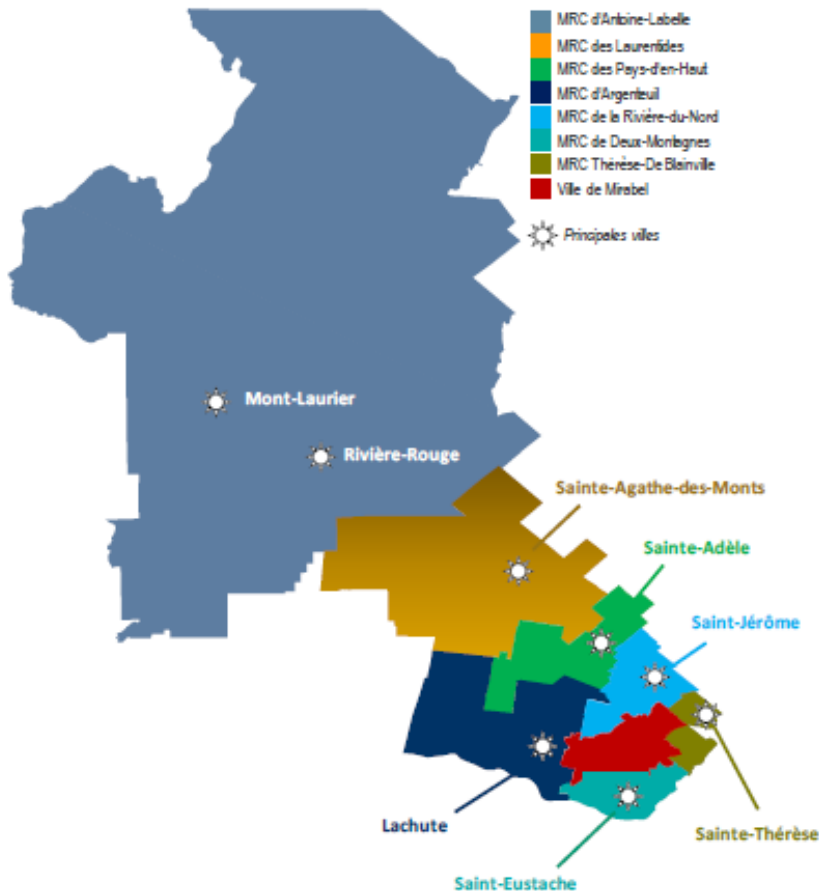 MRC d'Antoine-Labelle
MRC des Laurentides
MRC des Pays-d'en-Haut
MRC d'Argenteuil
MRC de la Rivière-du-Nord
MRC de Deux-Montagnes
MRC Thérèse-De Blainville
Ville de Mirabel
Principales villes
Mont-Laurier
Rivière-Rouge
Sainte-Agathe-des-Monts
Sainte-Adèle
Saint-Jérôme
Lachute
Sainte-Thérèse
Saint-Eustache